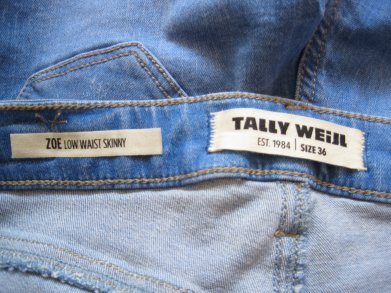 ZOE LOW WAIST SKINNY
TALLY WEiJL
EST. 1984 | SIZE 36